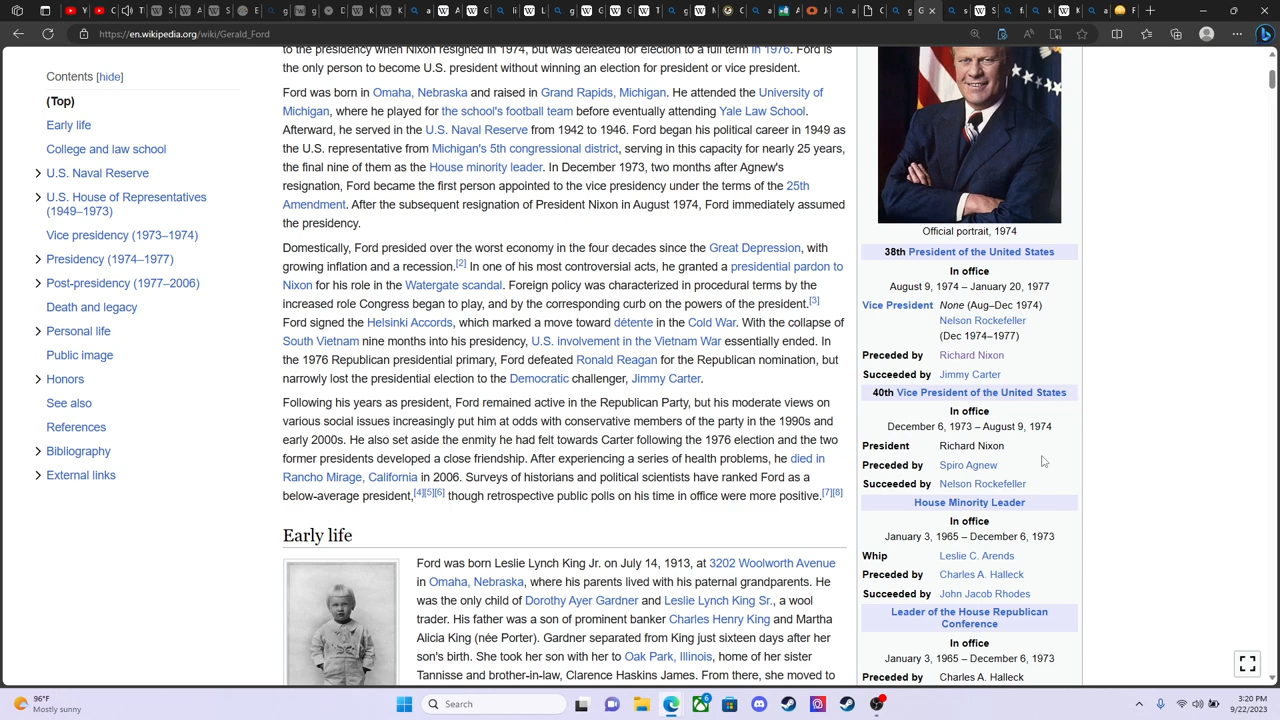 https://en.wikipedia.org/wiki/Gerald_Ford
Contents [hide]
(Top)
Early life
College and law school
U.S. Naval Reserve
U.S. House of Representatives
(1949–1973)
Vice presidency (1973–1974)
Presidency (1974–1977)
Post-presidency (1977–2006)
Death and legacy
Personal life
Public image
Honors
See also
References
Bibliography
External links
to the presidency when Nixon resigned in 1974, but was defeated for election to a full term in 1976. Ford is
the only person to become U.S. president without winning an election for president or vice president.
Ford was born in Omaha, Nebraska and raised in Grand Rapids, Michigan. He attended the University of
Michigan, where he played for the school's football team before eventually attending Yale Law School.
Afterward, he served in the U.S. Naval Reserve from 1942 to 1946. Ford began his political career in 1949 as
the U.S. representative from Michigan's 5th congressional district, serving in this capacity for nearly 25 years,
the final nine of them as the House minority leader. In December 1973, two months after Agnew's
resignation, Ford became the first person appointed to the vice presidency under the terms of the 25th
Amendment. After the subsequent resignation of President Nixon in August 1974, Ford immediately assumed
the presidency.
Domestically, Ford presided over the worst economy in the four decades since the Great Depression, with
growing inflation and a recession.[2] In one of his most controversial acts, he granted a presidential pardon to
Nixon for his role in the Watergate scandal. Foreign policy was characterized in procedural terms by the
increased role Congress began to play, and by the corresponding curb on the powers of the president.[3]
Ford signed the Helsinki Accords, which marked a move toward détente in the Cold War. With the collapse of
South Vietnam nine months into his presidency, U.S. involvement in the Vietnam War essentially ended. In
the 1976 Republican presidential primary, Ford defeated Ronald Reagan for the Republican nomination, but
narrowly lost the presidential election to the Democratic challenger, Jimmy Carter.
Following his years as president, Ford remained active in the Republican Party, but his moderate views on
various social issues increasingly put him at odds with conservative members of the party in the 1990s and
early 2000s. He also set aside the enmity he had felt towards Carter following the 1976 election and the two
former presidents developed a close friendship. After experiencing a series of health problems, he died in
Rancho Mirage, California in 2006. Surveys of historians and political scientists have ranked Ford as a
below-average president,[4][5][6] though retrospective public polls on his time in office were more positive.[7][8]
Early life
Ford was born Leslie Lynch King Jr. on July 14, 1913, at 3202 Woolworth Avenue
in Omaha, Nebraska, where his parents lived with his paternal grandparents. He
was the only child of Dorothy Ayer Gardner and Leslie Lynch King Sr., a wool
trader. His father was a son of prominent banker Charles Henry King and Martha
Alicia King (née Porter). Gardner separated from King just sixteen days after her
son's birth. She took her son with her to Oak Park, Illinois, home of her sister
Tannisse and brother-in-law, Clarence Haskins James. From there, she moved to
Official portrait, 1974
38th President of the United States
In office
August 9, 1974 – January 20, 1977
Vice President None (Aug–Dec 1974)
Nelson Rockefeller
(Dec 1974–1977)
Preceded by Richard Nixon
Succeeded by Jimmy Carter
40th Vice President of the United States
In office
December 6, 1973 – August 9, 1974
President Richard Nixon
Preceded by Spiro Agnew
Succeeded by Nelson Rockefeller
House Minority Leader
In office
January 3, 1965 – December 6, 1973
Whip Leslie C. Arends
Preceded by Charles A. Halleck
Succeeded by John Jacob Rhodes
Leader of the House Republican
Conference
In office
January 3, 1965 – December 6, 1973
Preceded by Charles A. Halleck
96°F
Mostly sunny
Search
6
3:20 PM
9/22/2023